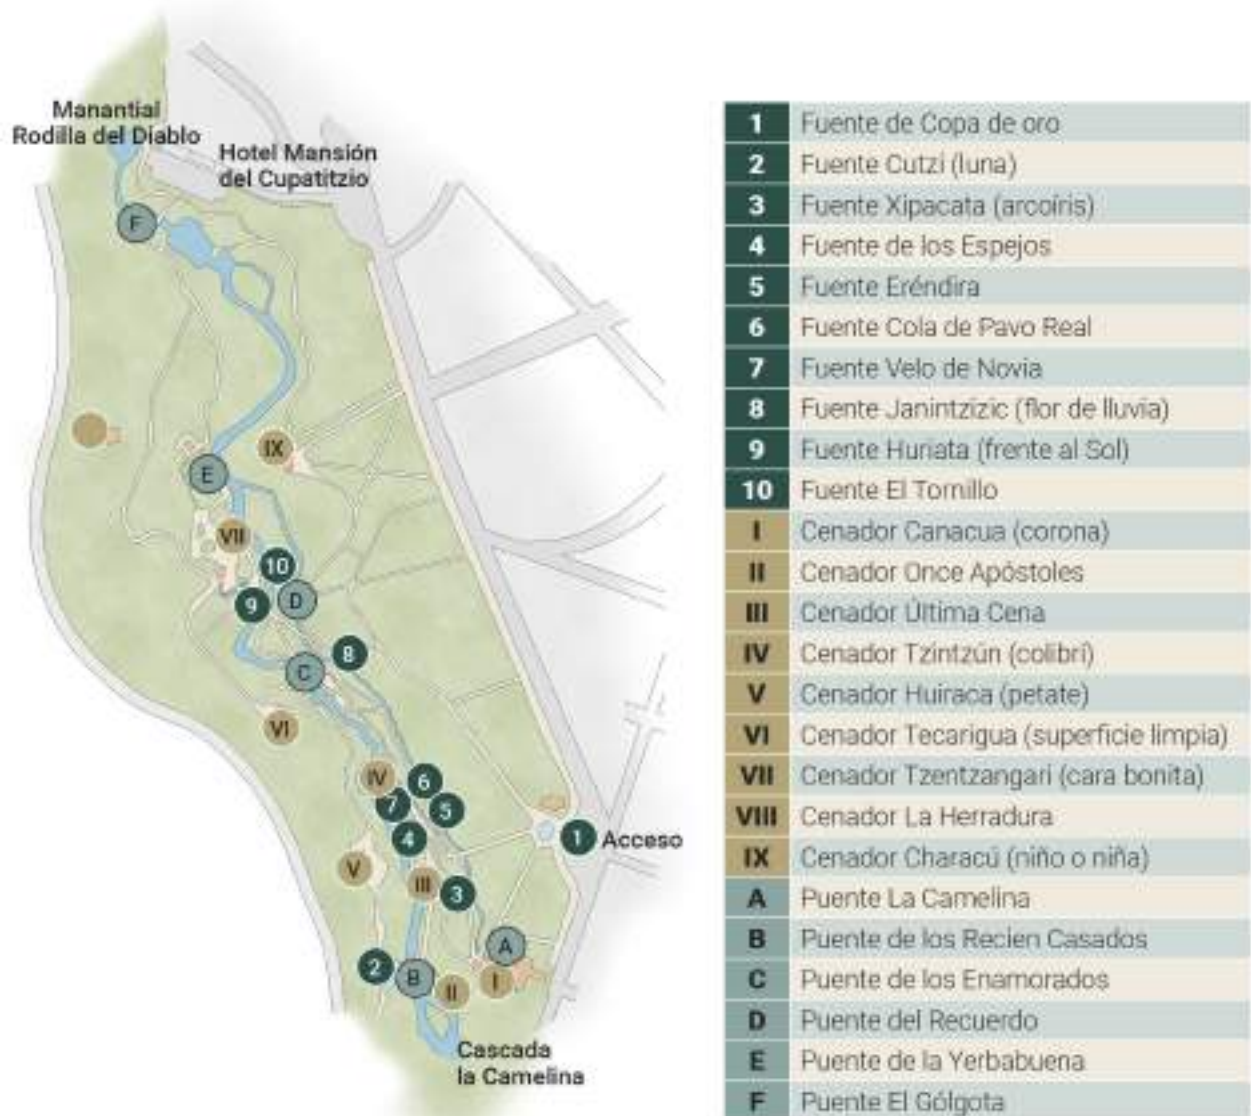 Manantial
Rodilla del Diablo
Hotel Mansión
del Cupatitzio
F
IX
E
VII
10
D
9
8
C
VI
IV
6
7
5
4
1
Acceso
V
III
3
A
2
B
II
I
Cascada
la Camelina
1 Fuente de Copa de oro
2 Fuente Cutzi (luna)
3 Fuente Xipacata (arcoíris)
4 Fuente de los Espejos
5 Fuente Eréndira
6 Fuente Cola de Pavo Real
7 Fuente Velo de Novia
8 Fuente Janintzizic (flor de lluvia)
9 Fuente Huriata (frente al Sol)
10 Fuente El Tornillo
I Cenador Canacua (corona)
II Cenador Once Apóstoles
III Cenador Última Cena
IV Cenador Tzintzún (colibrí)
V Cenador Huiraca (petate)
VI Cenador Tecarigua (superficie limpia)
VII Cenador Tzentzangari (cara bonita)
VIII Cenador La Herradura
IX Cenador Characú (niño o niña)
A Puente La Camelina
B Puente de los Recien Casados
C Puente de los Enamorados
D Puente del Recuerdo
E Puente de la Yerbabuena
F Puente El Gólgota